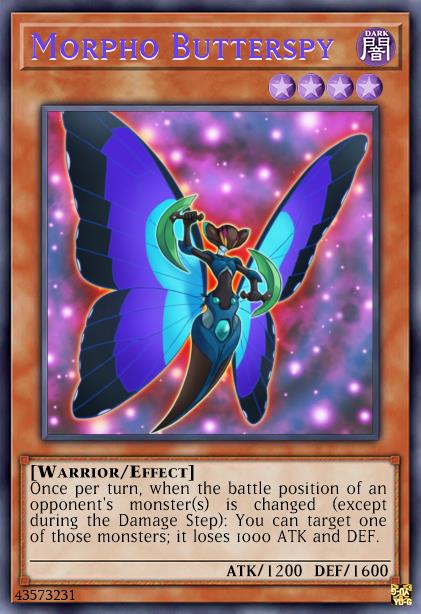 Morpho Butterspy
DARK
闇
[Warrior/Effect]
Once per turn, when the battle position of an
opponent's monster(s) is changed (except
during the Damage Step): You can target one
of those monsters; it loses 1000 ATK and DEF.
ATK/1200 DEF/1600
43573231